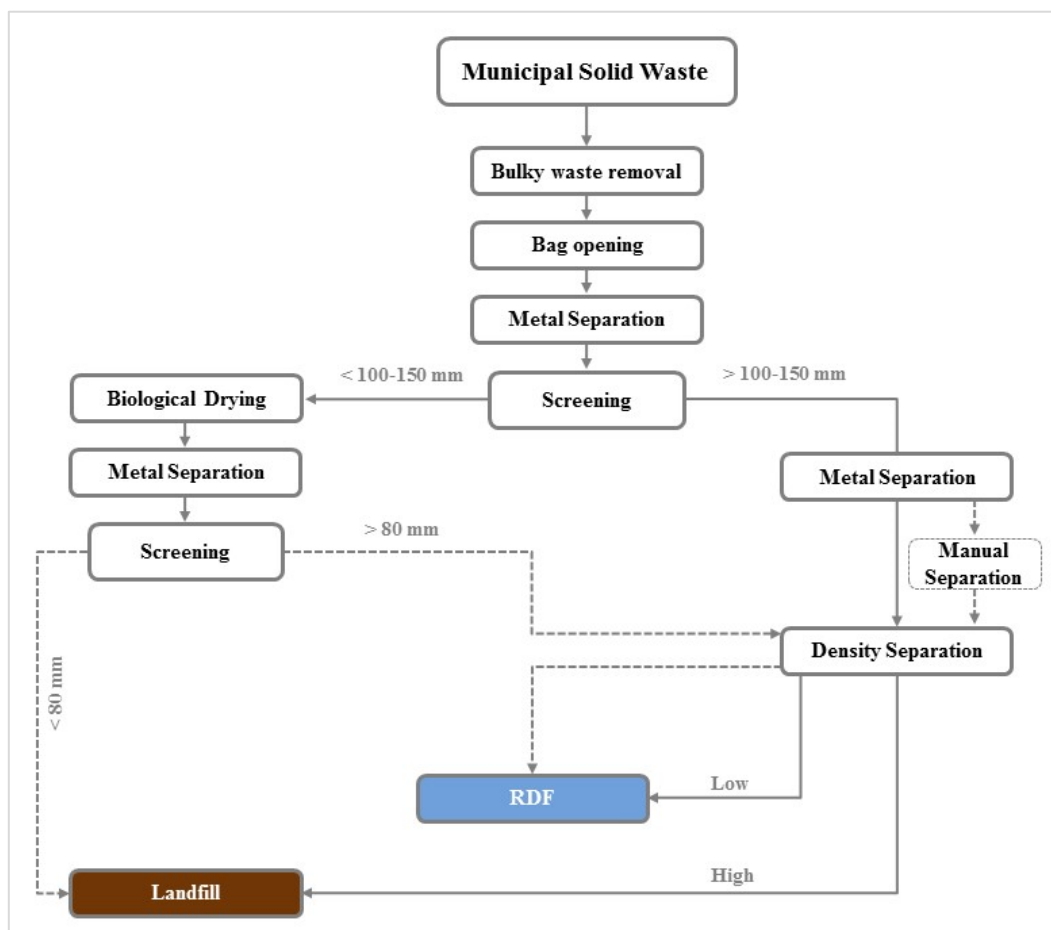 Municipal Solid Waste
Bulky waste removal
Bag opening
Metal Separation
< 100-150 mm
> 100-150 mm
Biological Drying
Screening
Metal Separation
Metal Separation
> 80 mm
Screening
Manual
Separation
Density Separation
< 80 mm
Low
RDF
High
Landfill